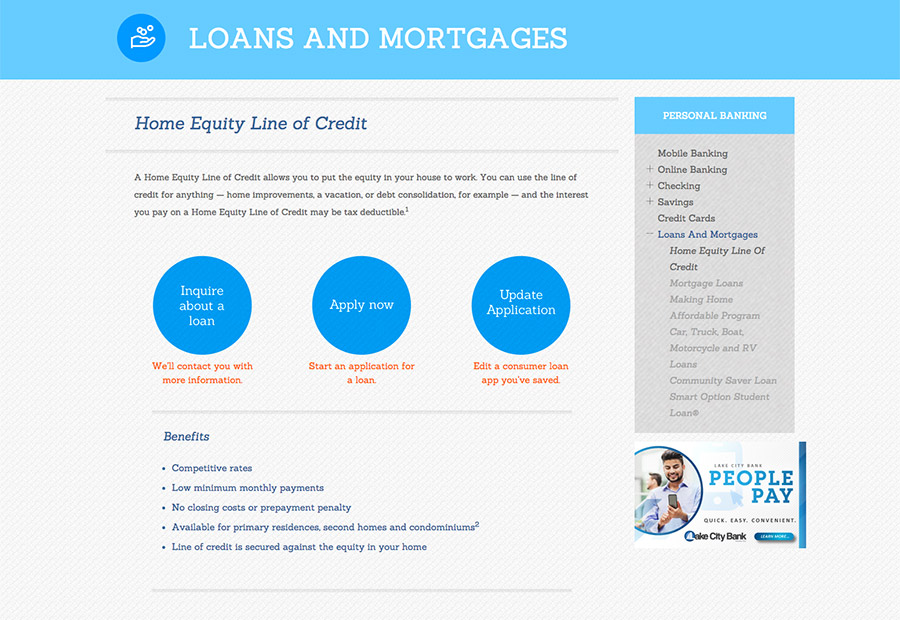 LOANS AND MORTGAGES
Home Equity Line of Credit
A Home Equity Line of Credit allows you to put the equity in your house to work. You can use the line of
credit for anything — home improvements, a vacation, or debt consolidation, for example — and the interest
you pay on a Home Equity Line of Credit may be tax deductible.1
Inquire
about a
loan
We'll contact you with
more information.
Apply now
Start an application for
a loan.
Update
Application
Edit a consumer loan
app you've saved.
Benefits
• Competitive rates
• Low minimum monthly payments
• No closing costs or prepayment penalty
• Available for primary residences, second homes and condominiums2
• Line of credit is secured against the equity in your home
PERSONAL BANKING
Mobile Banking
+ Online Banking
+ Checking
+ Savings
Credit Cards
— Loans And Mortgages
Home Equity Line Of
Credit
Mortgage Loans
Making Home
Affordable Program
Car, Truck, Boat,
Motorcycle and RV
Loans
Community Saver Loan
Smart Option Student
Loan®
LAKE CITY BANK
PEOPLE
PAY
QUICK. EASY. CONVENIENT.
Lake City Bank
LEARN MORE...